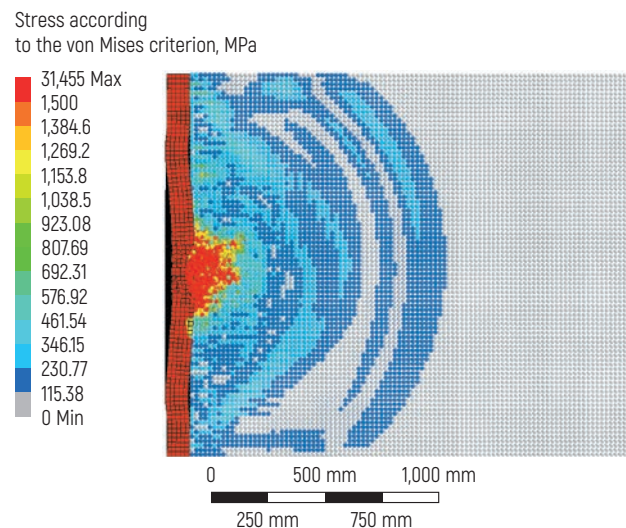 Stress according
to the von Mises criterion, MPa
31,455 Max
1,500
1,384.6
1,269.2
1,153.8
1,038.5
923.08
807.69
692.31
576.92
461.54
346.15
230.77
115.38
0 Min
0 500 mm 1,000 mm
250 mm 750 mm